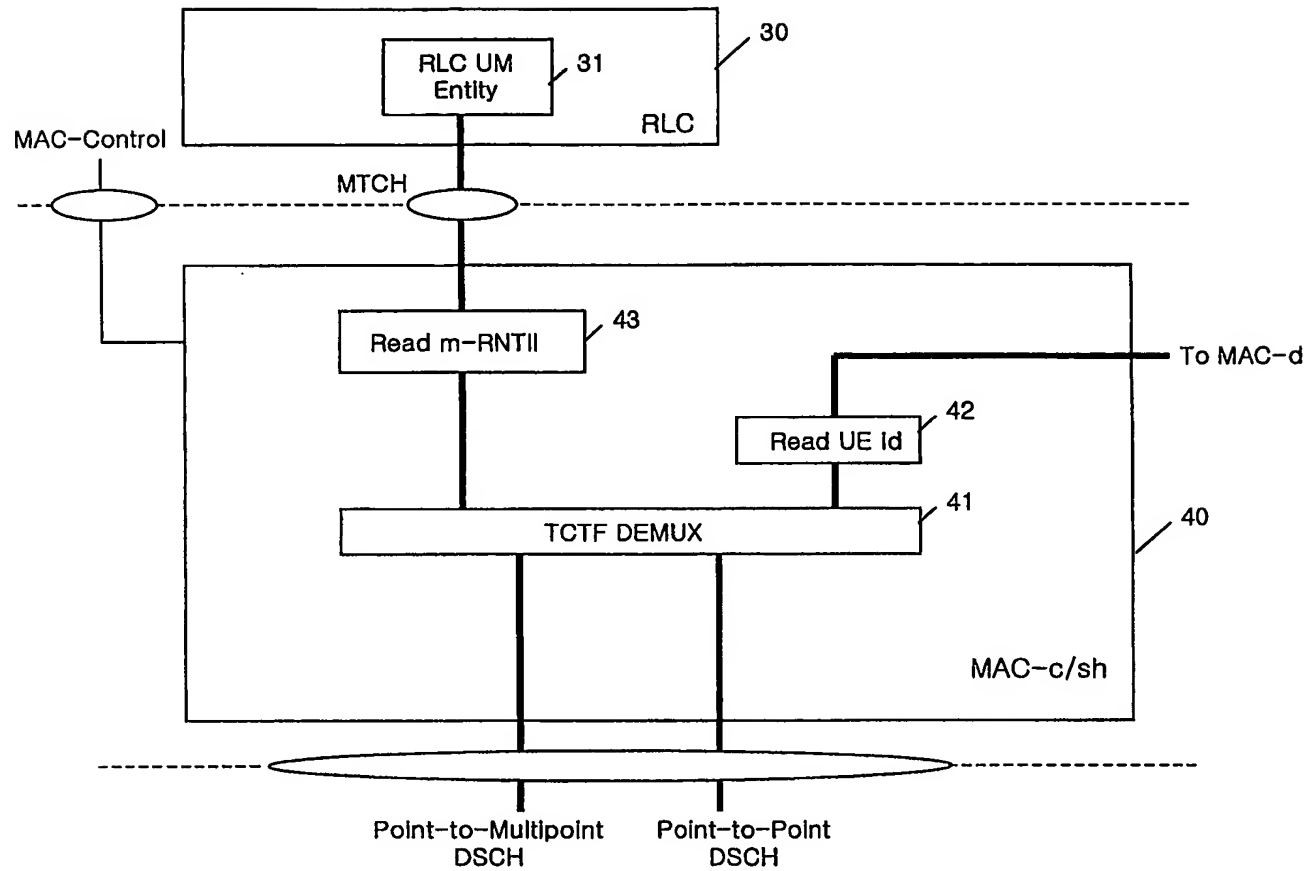 30
RLC UM
Entity
31
RLC
MAC-Control
MTCH
Read m-RNTII
43
To MAC-d
42
Read UE id
41
TCTF DEMUX
40
MAC-c/sh
Point-to-Multipoint
DSCH
Point-to-Point
DSCH